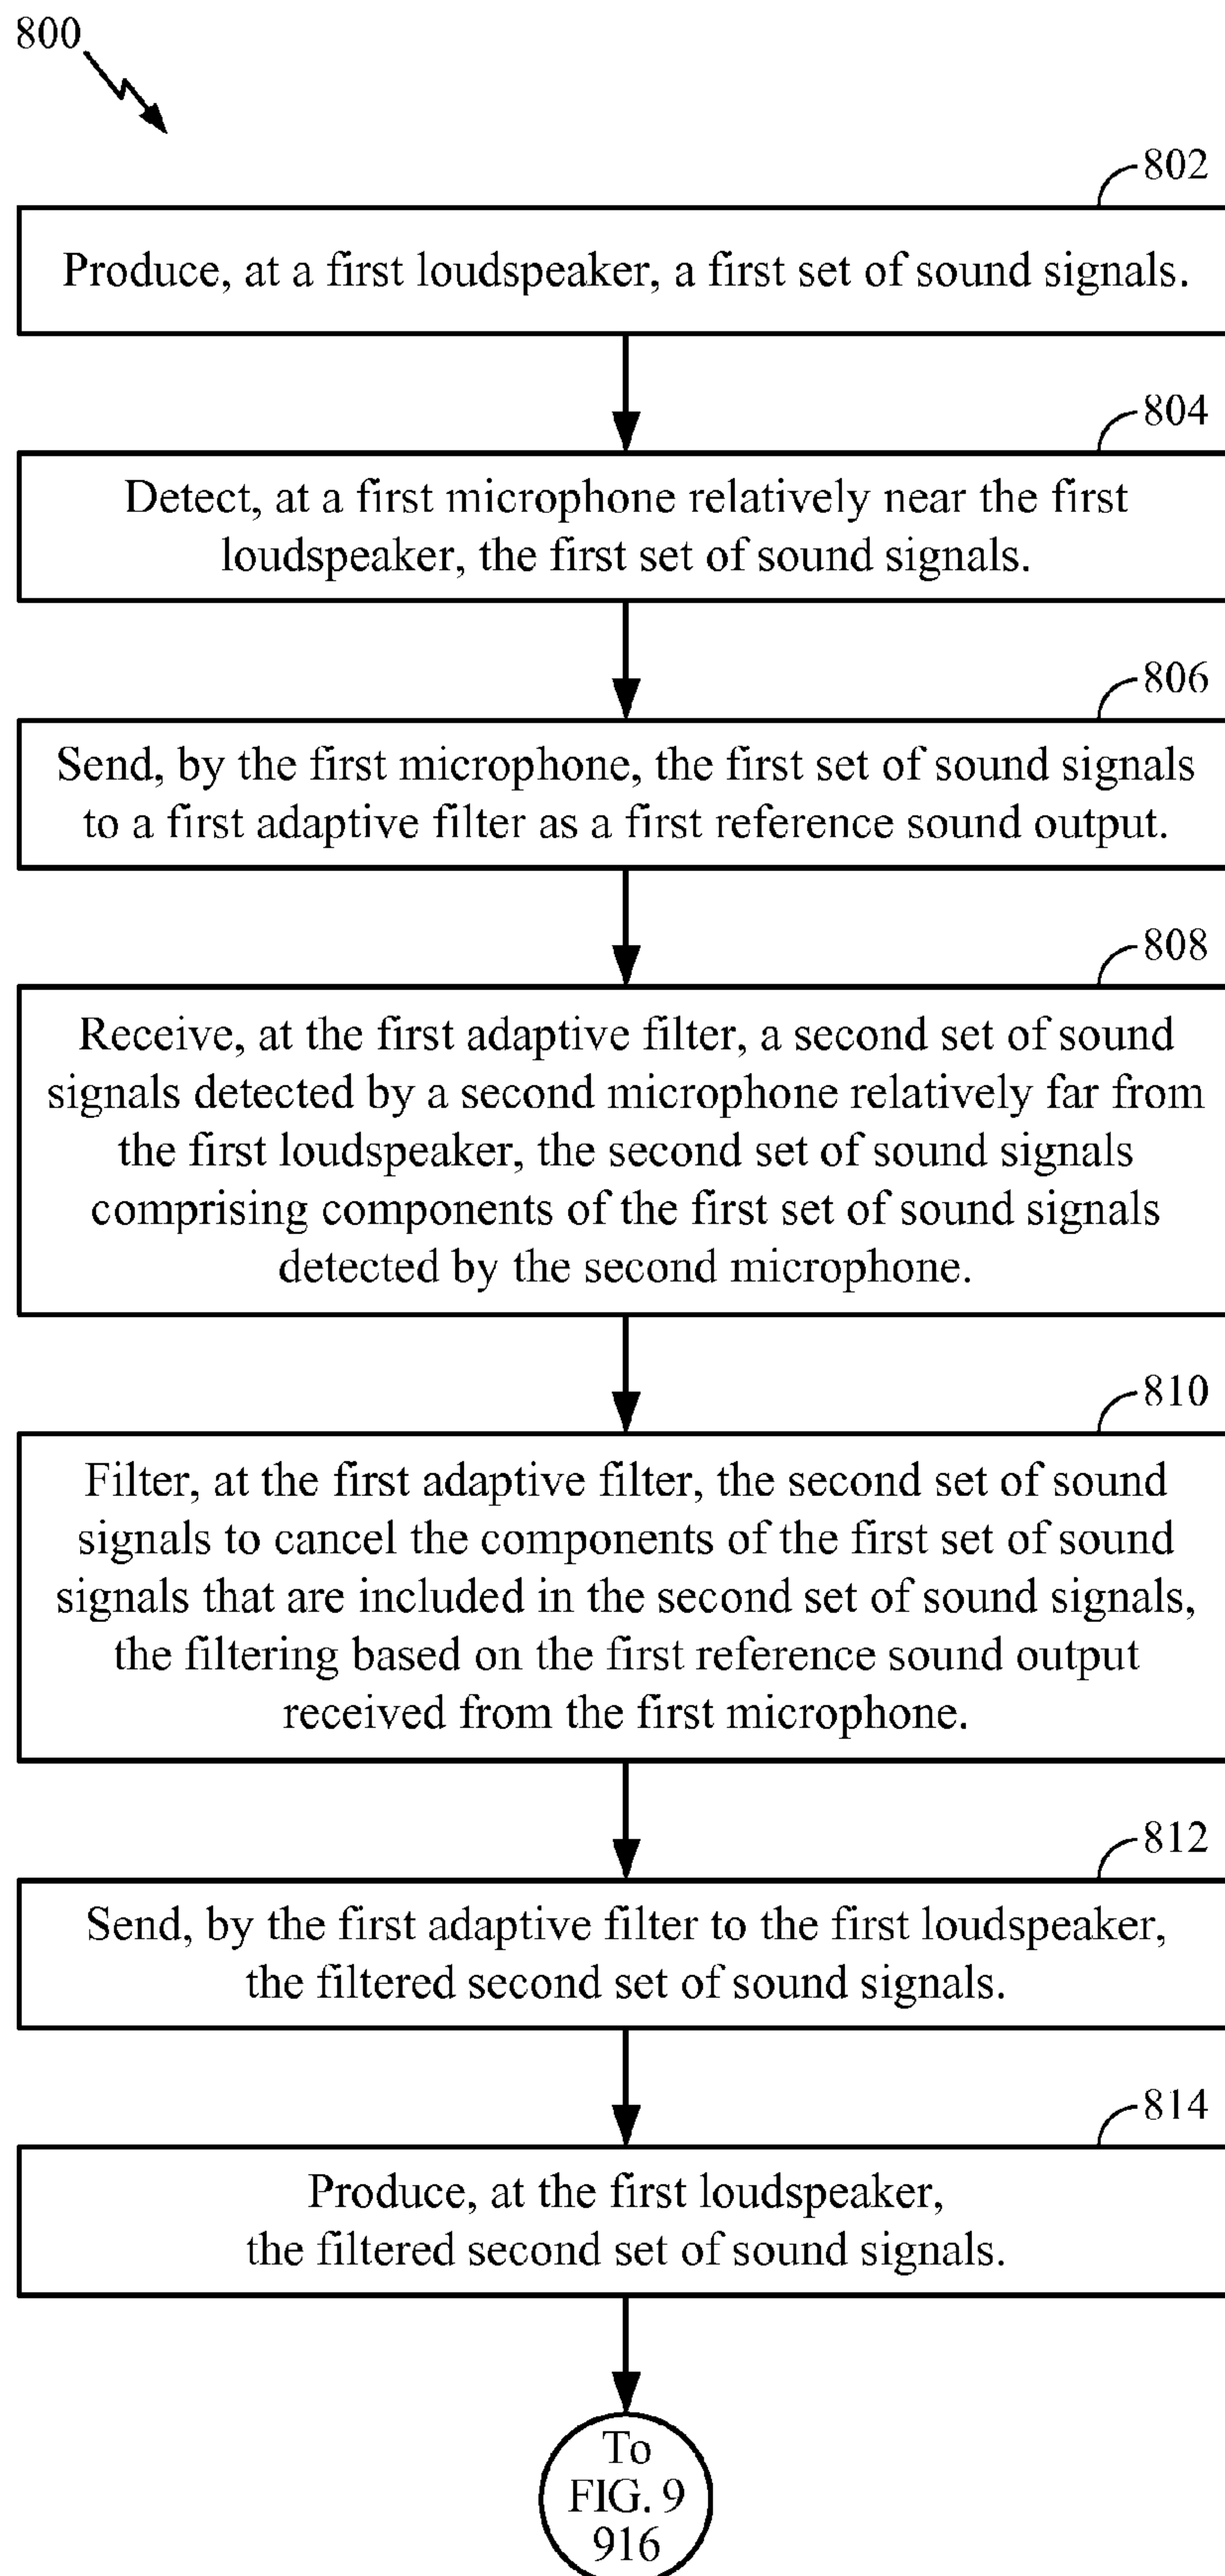 800
802
Produce, at a first loudspeaker, a first set of sound signals.
804
Detect, at a first microphone relatively near the first
loudspeaker, the first set of sound signals.
806
Send, by the first microphone, the first set of sound signals
to a first adaptive filter as a first reference sound output.
808
Receive, at the first adaptive filter, a second set of sound
signals detected by a second microphone relatively far from
the first loudspeaker, the second set of sound signals
comprising components of the first set of sound signals
detected by the second microphone.
810
Filter, at the first adaptive filter, the second set of sound
signals to cancel the components of the first set of sound
signals that are included in the second set of sound signals,
the filtering based on the first reference sound output
received from the first microphone.
812
Send, by the first adaptive filter to the first loudspeaker,
the filtered second set of sound signals.
814
Produce, at the first loudspeaker,
the filtered second set of sound signals.
To
FIG. 9
916